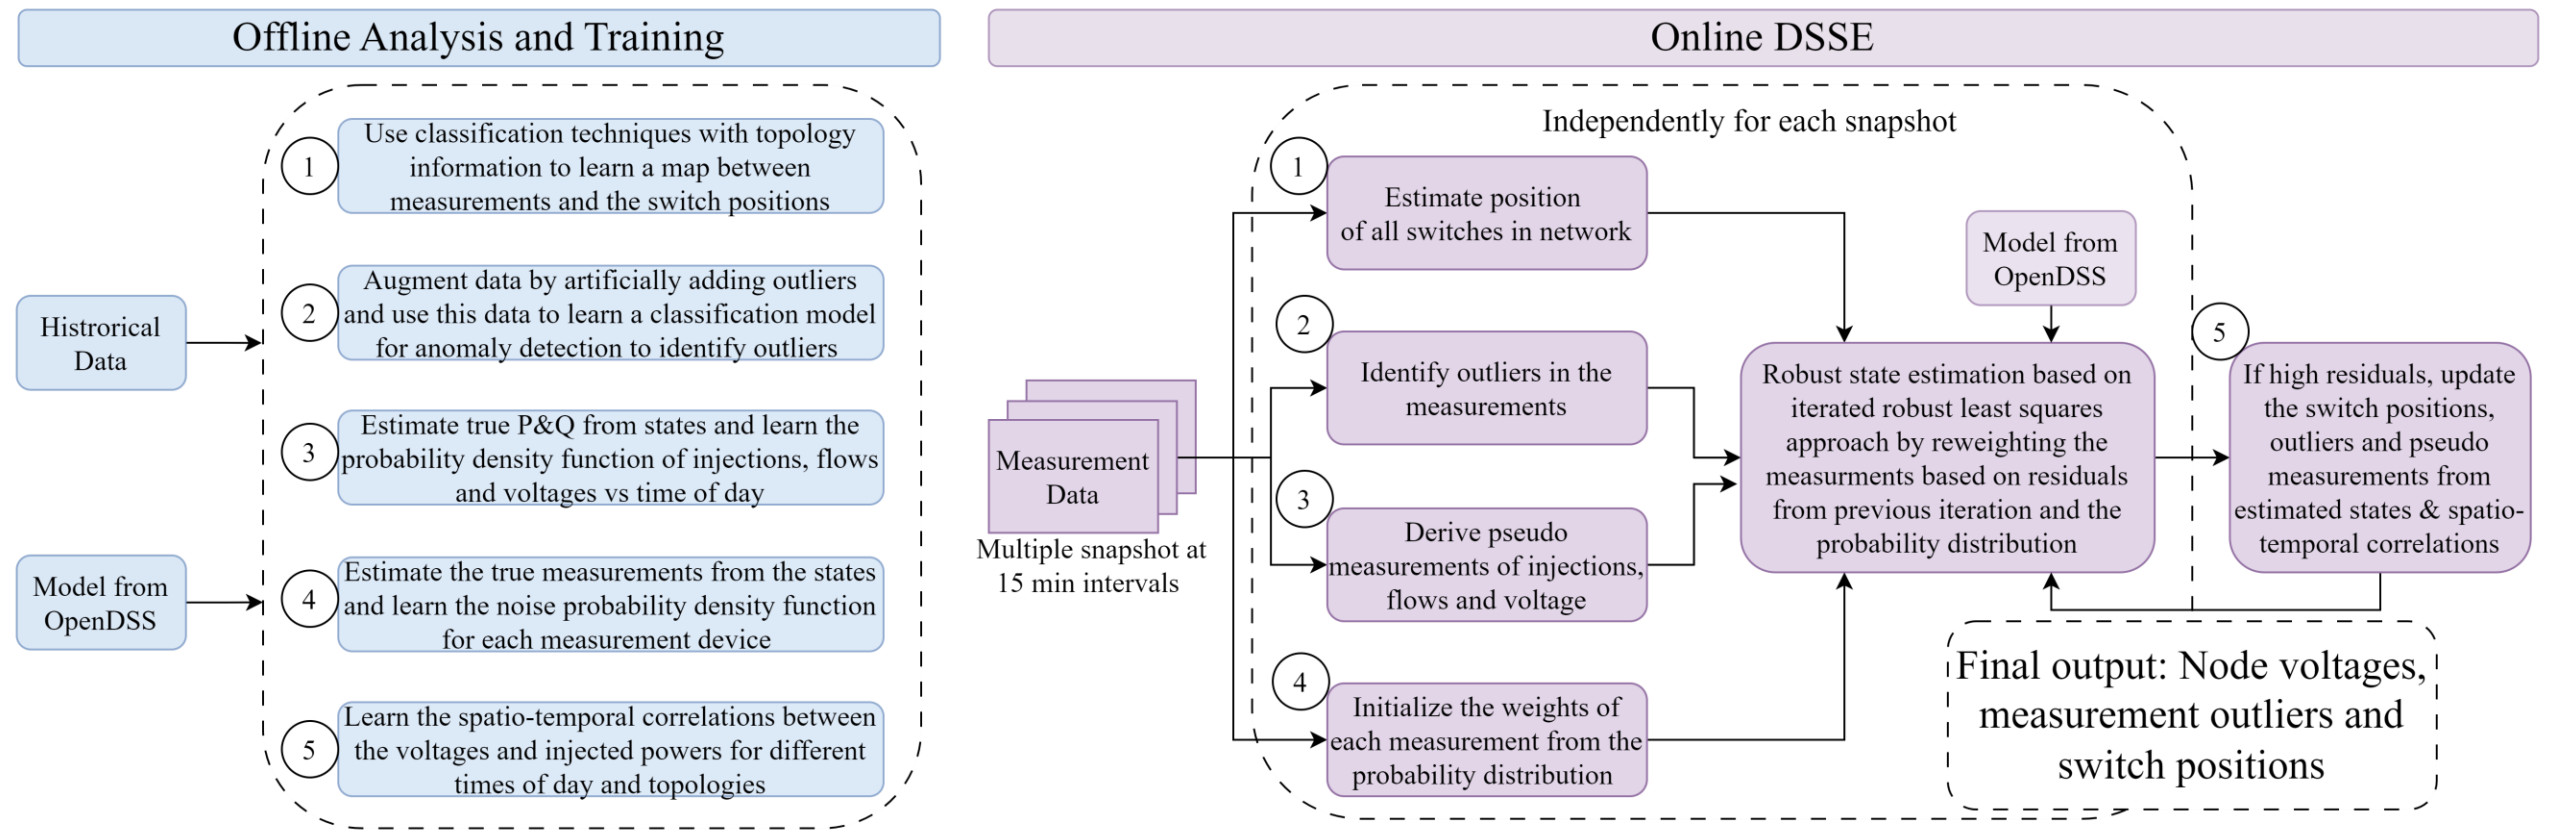 Offline Analysis and Training
Histrorical
Data
Model from
OpenDSS
1
Use classification techniques with topology
information to learn a map between
measurements and the switch positions
2
Augment data by artificially adding outliers
and use this data to learn a classification model
for anomaly detection to identify outliers
3
Estimate true P&Q from states and learn the
probability density function of injections, flows
and voltages vs time of day
4
Estimate the true measurements from the states
and learn the noise probability density function
for each measurement device
5
Learn the spatio-temporal correlations between
the voltages and injected powers for different
times of day and topologies
Online DSSE
Measurement
Data
Multiple snapshot at
15 min intervals
Independently for each snapshot
1
Estimate position
of all switches in network
2
Identify outliers in the
measurements
3
Derive pseudo
measurements of injections,
flows and voltage
4
Initialize the weights of
each measurement from the
probability distribution
Model from
OpenDSS
Robust state estimation based on
iterated robust least squares
approach by reweighting the
measurments based on residuals
from previous iteration and the
probability distribution
5
If high residuals, update
the switch positions,
outliers and pseudo
measurements from
estimated states & spatio-
temporal correlations
Final output: Node voltages,
measurement outliers and
switch positions